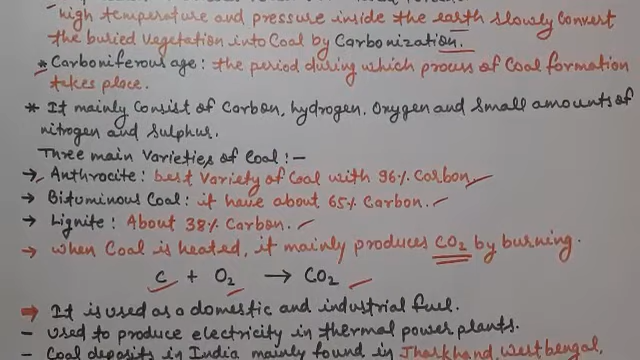 high temperature and pressure inside the earth slowly convert
the buried vegetation into Coal by Carbonization.
* Carboniferous age: the period during which process of Coal formation
takes place.
* It mainly Consist of Carbon, hydrogen, Oxygen and Small amounts of
nitrogen and Sulphur.
Three main Varieties of Coal :-
→ Anthrocite: best Variety of Coal with 96% Carbon
→ Bituminous Coal: it have about 65% Carbon.
→ Lignite: About 38% Carbon.
→ When Coal is heated, it mainly produces CO2 by burning.
C + O2 → CO2
→ It is used as a domestic and industrial fuel.
- Used to produce electricity in thermal power plants.
- Coal deposits in India mainly found in Jharkhand, West bengal,